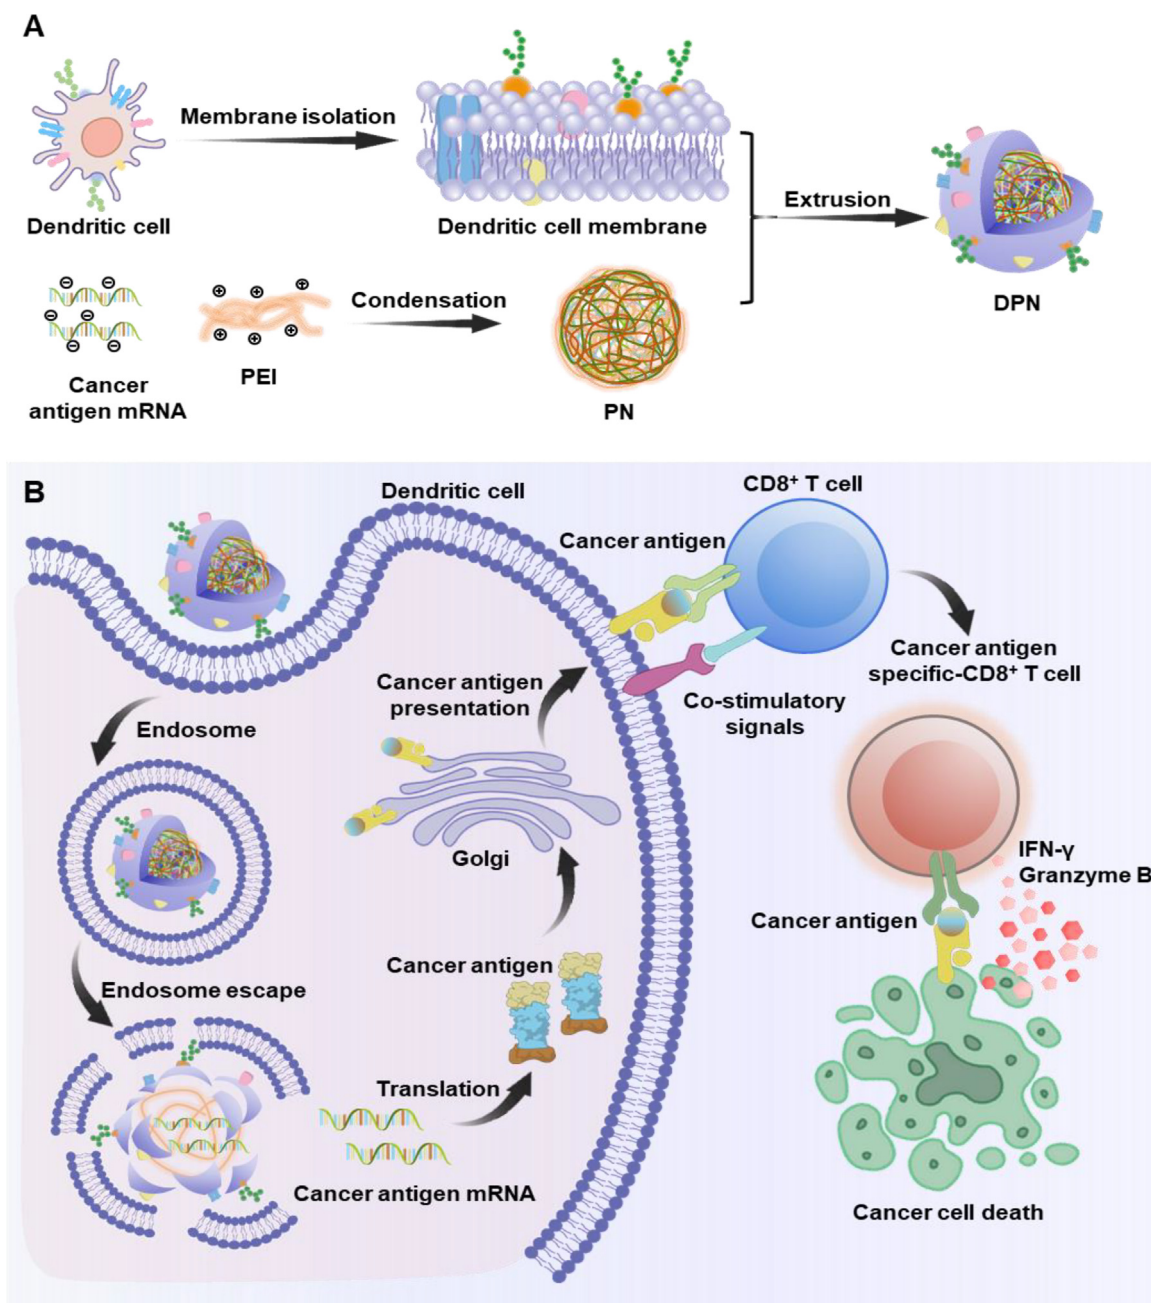 A
Membrane isolation
Dendritic cell
Dendritic cell membrane
Extrusion
DPN
Condensation
PEI
Cancer
antigen mRNA
PN
B
Dendritic cell
CD8⁺ T cell
Cancer antigen
Cancer antigen
specific-CD8⁺ T cell
Cancer antigen
presentation
Co-stimulatory
signals
Endosome
Golgi
IFN-γ
Granzyme B
Cancer antigen
Cancer antigen
Endosome escape
Translation
Cancer antigen mRNA
Cancer cell death